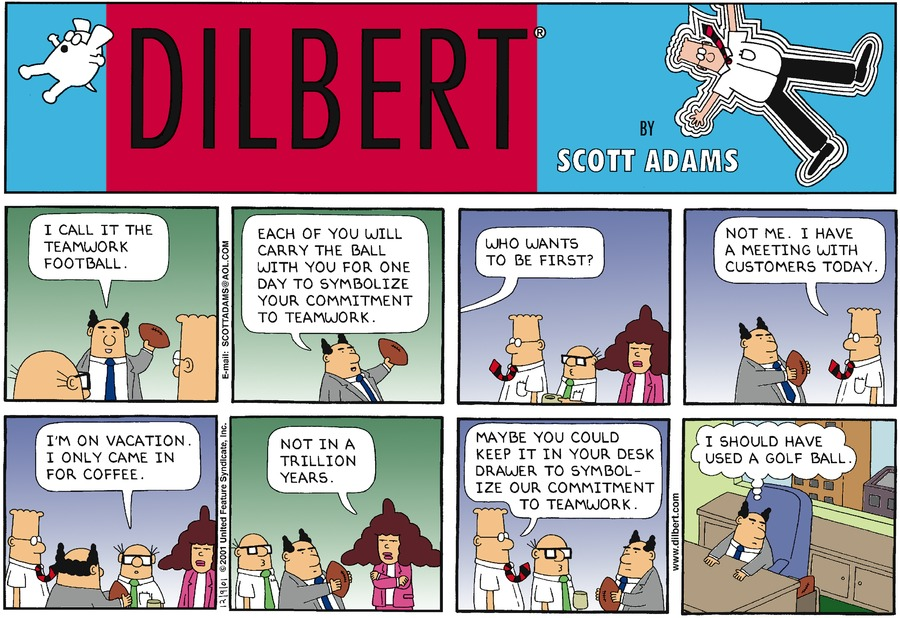 DILBERT®
BY
SCOTT ADAMS
I CALL IT THE
TEAMWORK
FOOTBALL.
E-mail: SCOTTADAMS@AOL.COM
EACH OF YOU WILL
CARRY THE BALL
WITH YOU FOR ONE
DAY TO SYMBOLIZE
YOUR COMMITMENT
TO TEAMWORK.
WHO WANTS
TO BE FIRST?
NOT ME. I HAVE
A MEETING WITH
CUSTOMERS TODAY.
I'M ON VACATION.
I ONLY CAME IN
FOR COFFEE.
12/9/01 © 2001 United Feature Syndicate, Inc.
NOT IN A
TRILLION
YEARS.
MAYBE YOU COULD
KEEP IT IN YOUR DESK
DRAWER TO SYMBOL-
IZE OUR COMMITMENT
TO TEAMWORK.
www.dilbert.com
I SHOULD HAVE
USED A GOLF BALL.